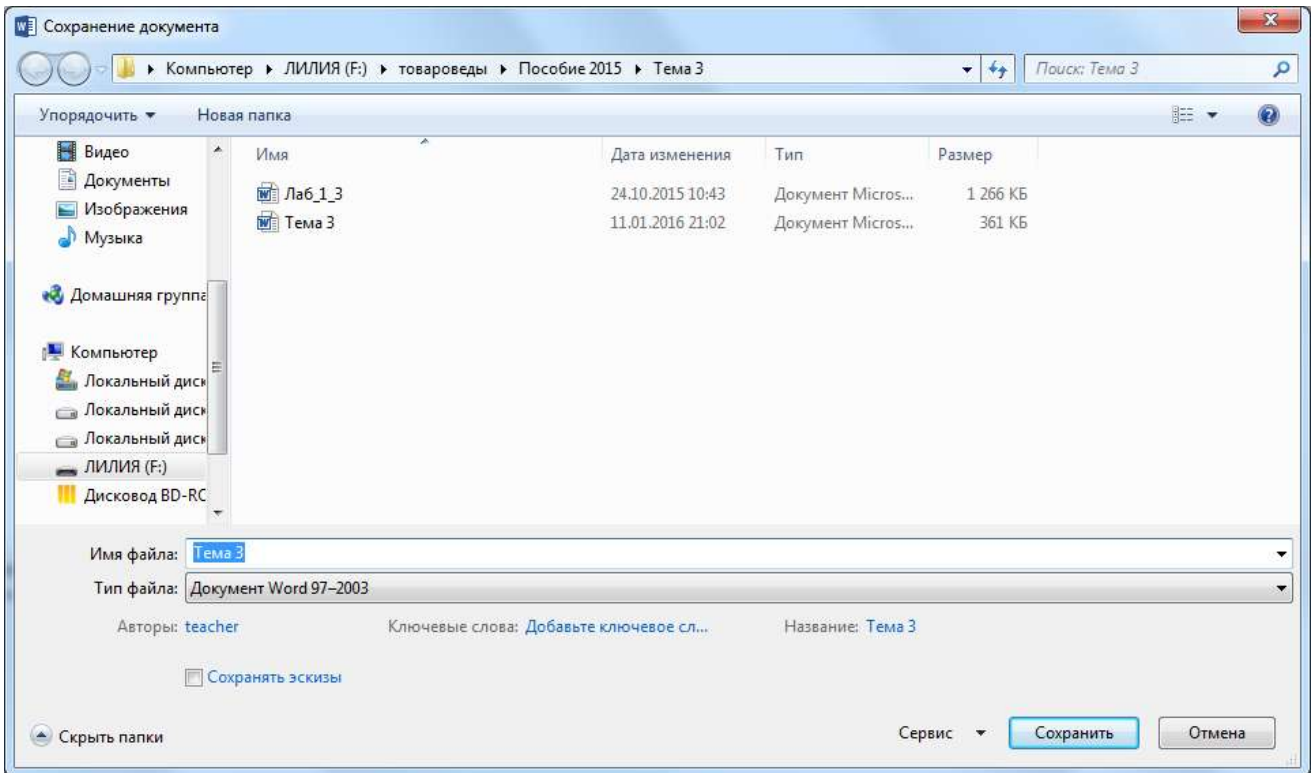 Сохранение документа
Компьютер ▸ ЛИЛИЯ (F:) ▸ товароведы ▸ Пособие 2015 ▸ Тема 3
Поиск: Тема 3
Упорядочить ▼ Новая папка
Видео
Документы
Изображения
Музыка
Домашняя группа
Компьютер
Локальный диск
Локальный диск
Локальный диск
ЛИЛИЯ (F:)
Дисковод BD-RO
Имя Дата изменения Тип Размер
Лаб_1_3 24.10.2015 10:43 Документ Micros... 1 266 КБ
Тема 3 11.01.2016 21:02 Документ Micros... 361 КБ
Имя файла: Тема 3
Тип файла: Документ Word 97–2003
Авторы: teacher Ключевые слова: Добавьте ключевое сл... Название: Тема 3
Сохранять эскизы
Скрыть папки Сервис ▼ Сохранить Отмена